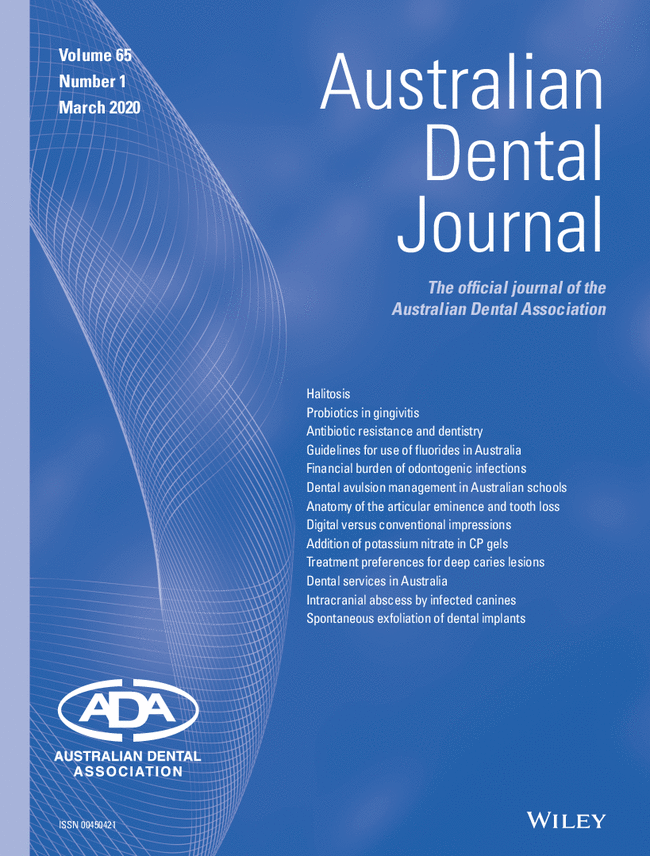 Volume 65
Number 1
March 2020
Australian
Dental
Journal
The official journal of the
Australian Dental Association
Halitosis
Probiotics in gingivitis
Antibiotic resistance and dentistry
Guidelines for use of fluorides in Australia
Financial burden of odontogenic infections
Dental avulsion management in Australian schools
Anatomy of the articular eminence and tooth loss
Digital versus conventional impressions
Addition of potassium nitrate in CP gels
Treatment preferences for deep caries lesions
Dental services in Australia
Intracranial abscess by infected canines
Spontaneous exfoliation of dental implants
ADA
AUSTRALIAN DENTAL
ASSOCIATION
ISSN 00450421
WILEY